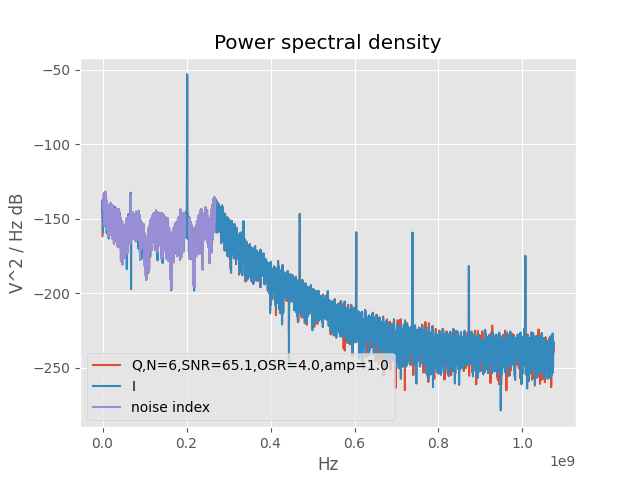 Power spectral density
−50
−100
−150
−200
−250
V^2 / Hz dB
Q,N=6,SNR=65.1,OSR=4.0,amp=1.0
I
noise index
0.0 0.2 0.4 0.6 0.8 1.0
1e9
Hz